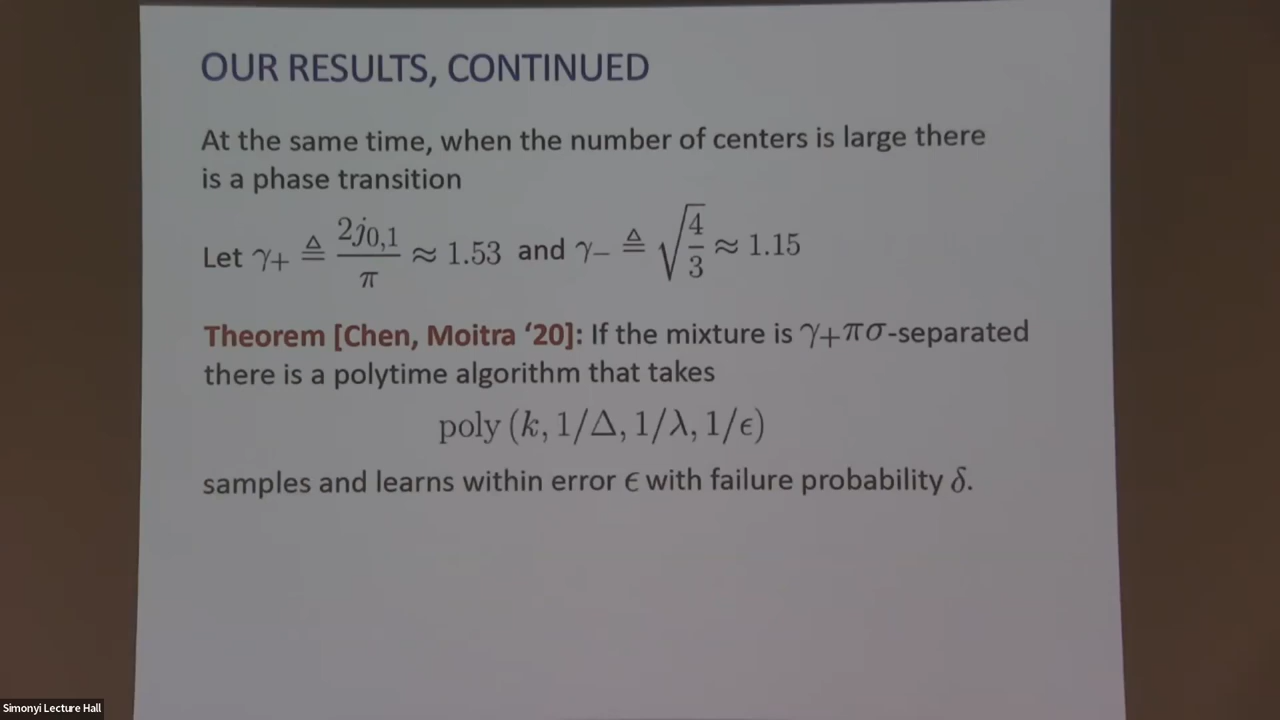 OUR RESULTS, CONTINUED
At the same time, when the number of centers is large there
is a phase transition
Let γ+ ≜ 2j0,1/π ≈ 1.53 and γ− ≜ √(4/3) ≈ 1.15
Theorem [Chen, Moitra ‘20]: If the mixture is γ+πσ-separated
there is a polytime algorithm that takes
poly (k, 1/Δ, 1/λ, 1/ϵ)
samples and learns within error ϵ with failure probability δ.
Simonyi Lecture Hall